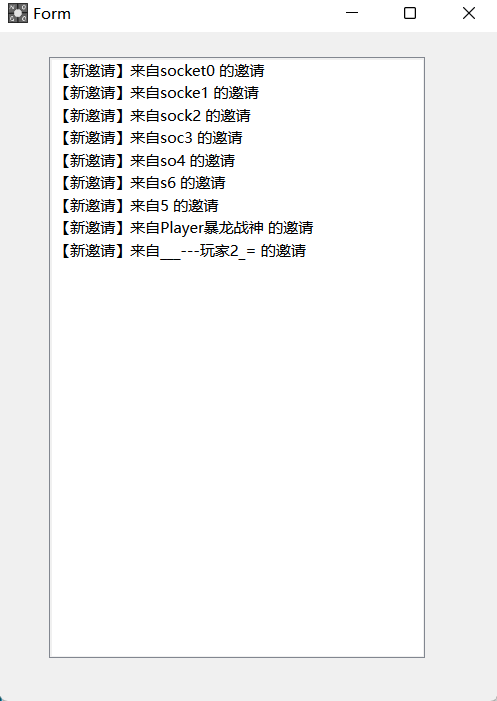 Form
【新邀请】来自socket0 的邀请
【新邀请】来自socke1 的邀请
【新邀请】来自sock2 的邀请
【新邀请】来自soc3 的邀请
【新邀请】来自so4 的邀请
【新邀请】来自s6 的邀请
【新邀请】来自5 的邀请
【新邀请】来自Player暴龙战神 的邀请
【新邀请】来自___---玩家2_= 的邀请